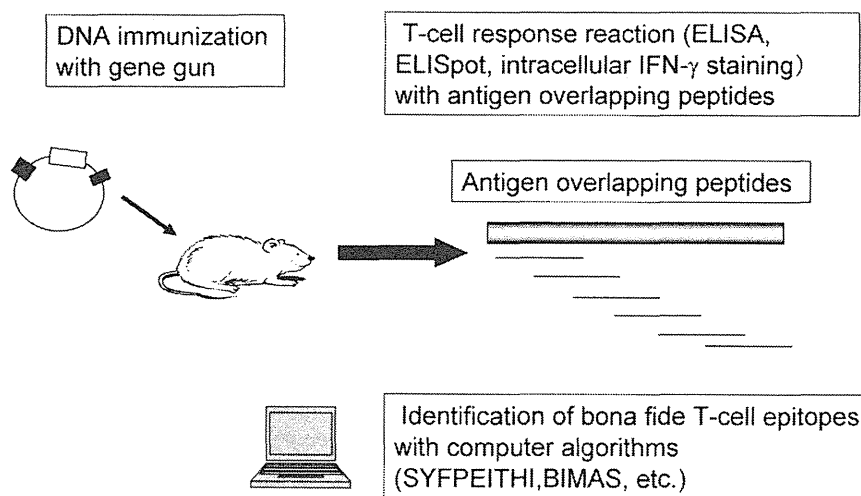 DNA immunization
with gene gun
T-cell response reaction (ELISA,
ELISpot, intracellular IFN-γ staining)
with antigen overlapping peptides
Antigen overlapping peptides
Identification of bona fide T-cell epitopes
with computer algorithms
(SYFPEITHI,BIMAS, etc.)